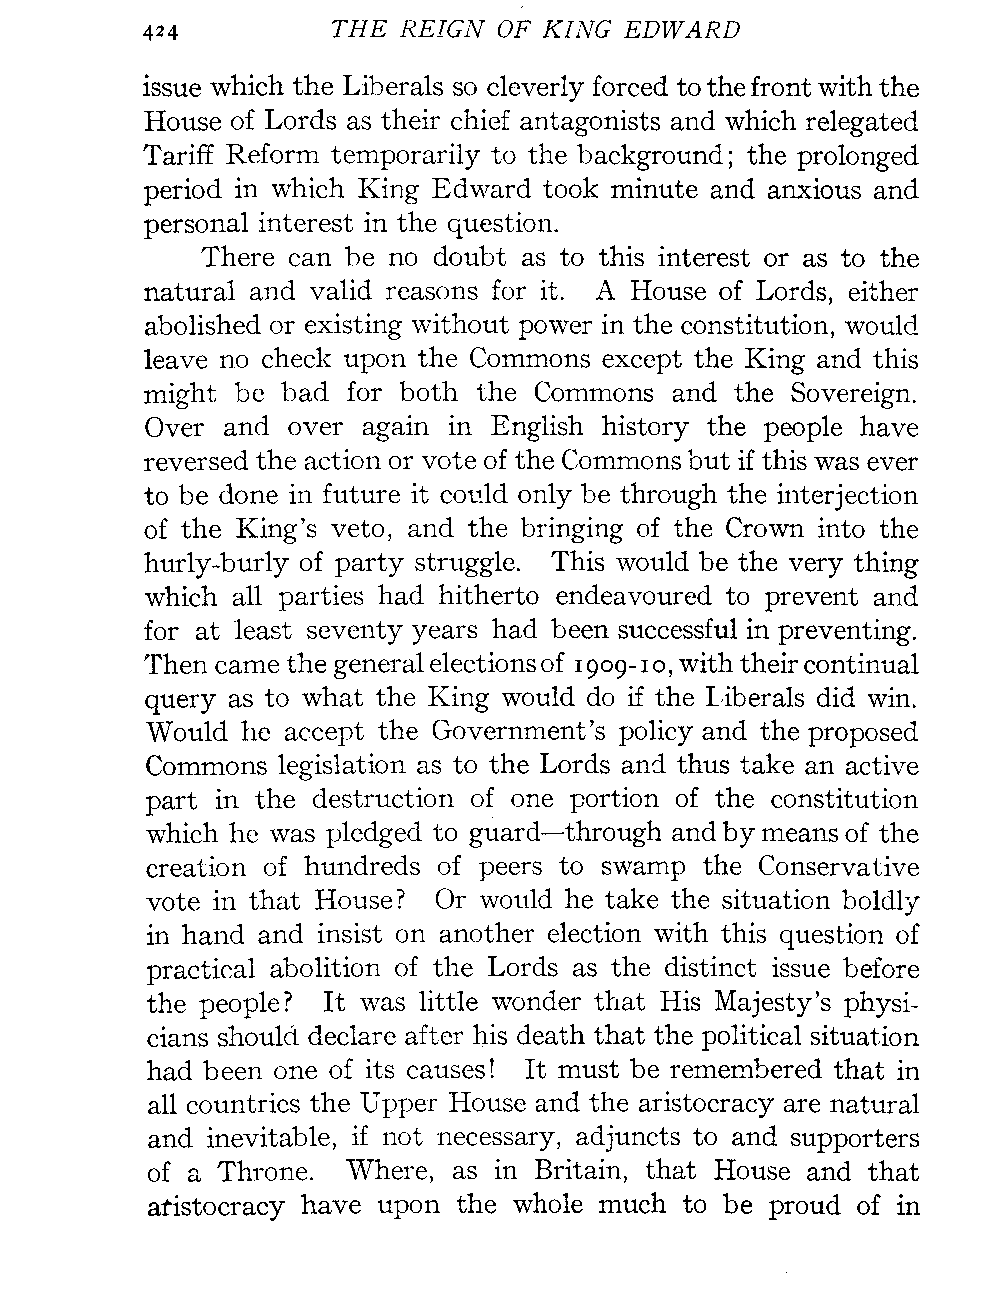 424 THE REIGN OF KING EDWARD
issue which the Liberals so cleverly forced to the front with the
House of Lords as their chief antagonists and which relegated
Tariff Reform temporarily to the background; the prolonged
period in which King Edward took minute and anxious and
personal interest in the question.
There can be no doubt as to this interest or as to the
natural and valid reasons for it. A House of Lords, either
abolished or existing without power in the constitution, would
leave no check upon the Commons except the King and this
might be bad for both the Commons and the Sovereign.
Over and over again in English history the people have
reversed the action or vote of the Commons but if this was ever
to be done in future it could only be through the interjection
of the King's veto, and the bringing of the Crown into the
hurly-burly of party struggle. This would be the very thing
which all parties had hitherto endeavoured to prevent and
for at least seventy years had been successful in preventing.
Then came the general elections of 1909-10, with their continual
query as to what the King would do if the Liberals did win.
Would he accept the Government's policy and the proposed
Commons legislation as to the Lords and thus take an active
part in the destruction of one portion of the constitution
which he was pledged to guard—through and by means of the
creation of hundreds of peers to swamp the Conservative
vote in that House? Or would he take the situation boldly
in hand and insist on another election with this question of
practical abolition of the Lords as the distinct issue before
the people? It was little wonder that His Majesty's physi-
cians should declare after his death that the political situation
had been one of its causes! It must be remembered that in
all countries the Upper House and the aristocracy are natural
and inevitable, if not necessary, adjuncts to and supporters
of a Throne. Where, as in Britain, that House and that
aristocracy have upon the whole much to be proud of in